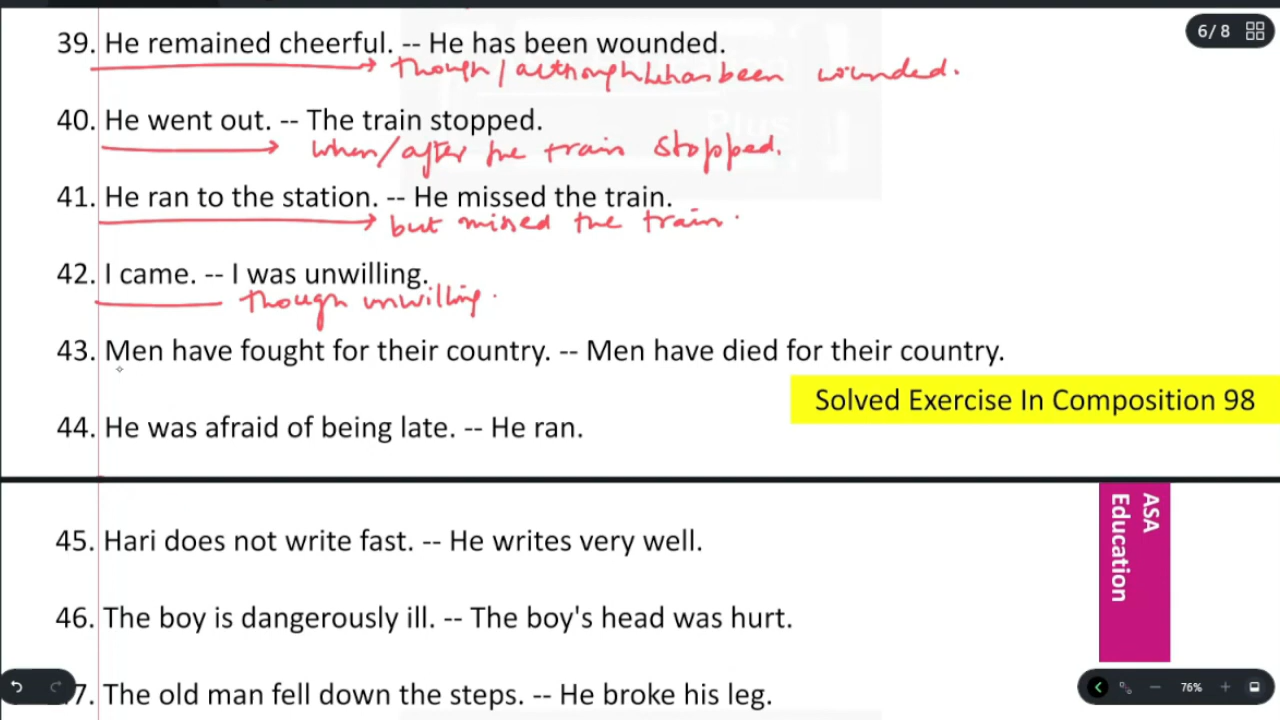 6 / 8
39. He remained cheerful. -- He has been wounded.
though / although he has been wounded.
40. He went out. -- The train stopped.
when/after the train stopped.
41. He ran to the station. -- He missed the train.
but missed the train.
42. I came. -- I was unwilling.
though unwilling.
43. Men have fought for their country. -- Men have died for their country.
Solved Exercise In Composition 98
44. He was afraid of being late. -- He ran.
ASA
Education
45. Hari does not write fast. -- He writes very well.
46. The boy is dangerously ill. -- The boy's head was hurt.
7. The old man fell down the steps. -- He broke his leg.
76%